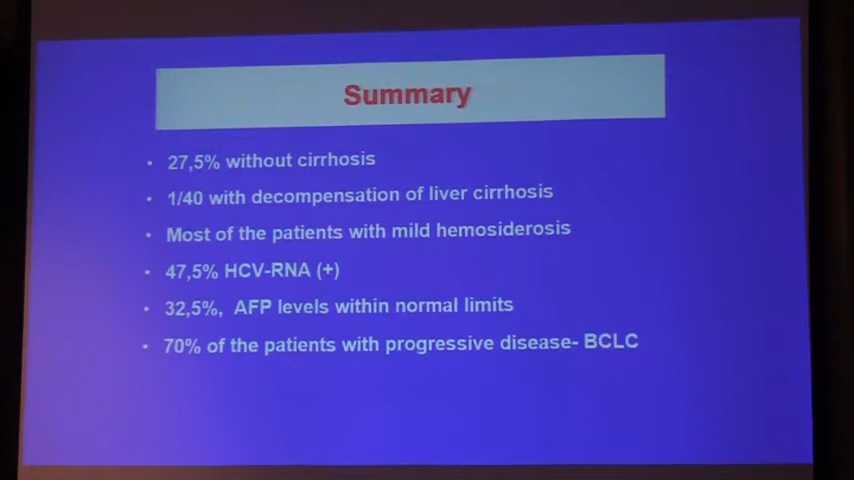 Summary
• 27,5% without cirrhosis
• 1/40 with decompensation of liver cirrhosis
• Most of the patients with mild hemosiderosis
• 47,5% HCV-RNA (+)
• 32,5%, AFP levels within normal limits
• 70% of the patients with progressive disease- BCLC